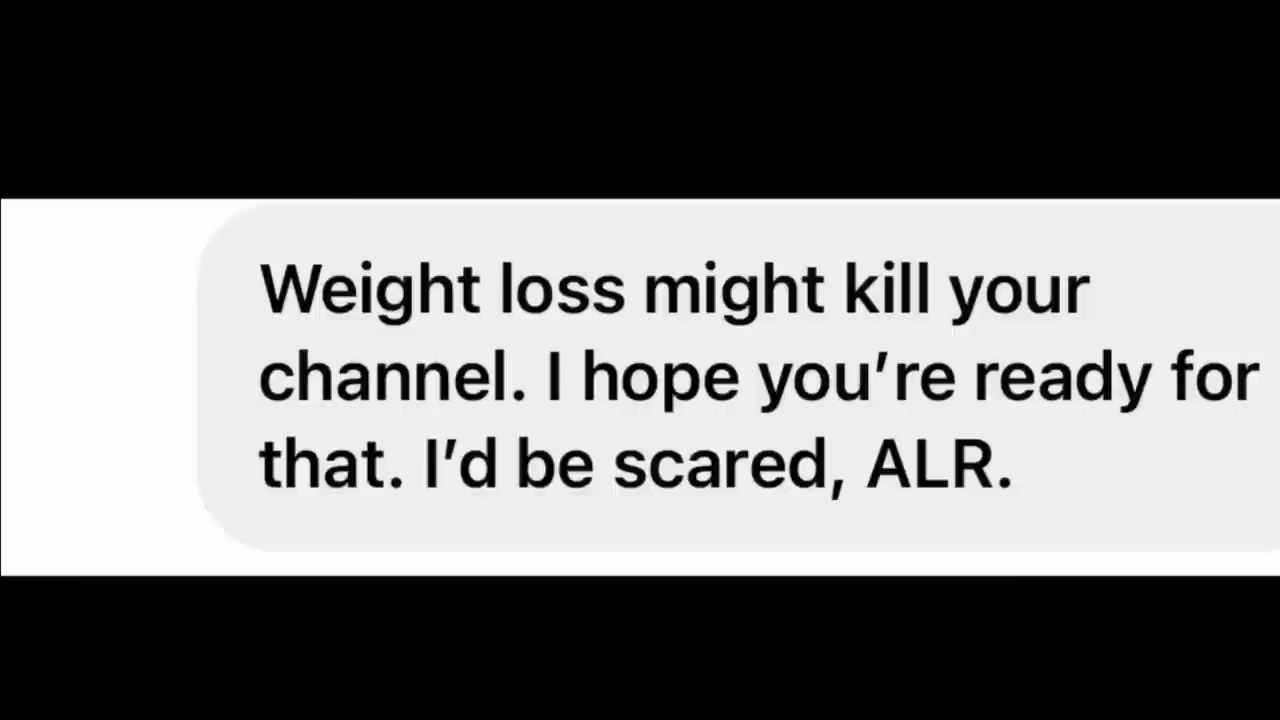 Weight loss might kill your
channel. I hope you’re ready for
that. I’d be scared, ALR.